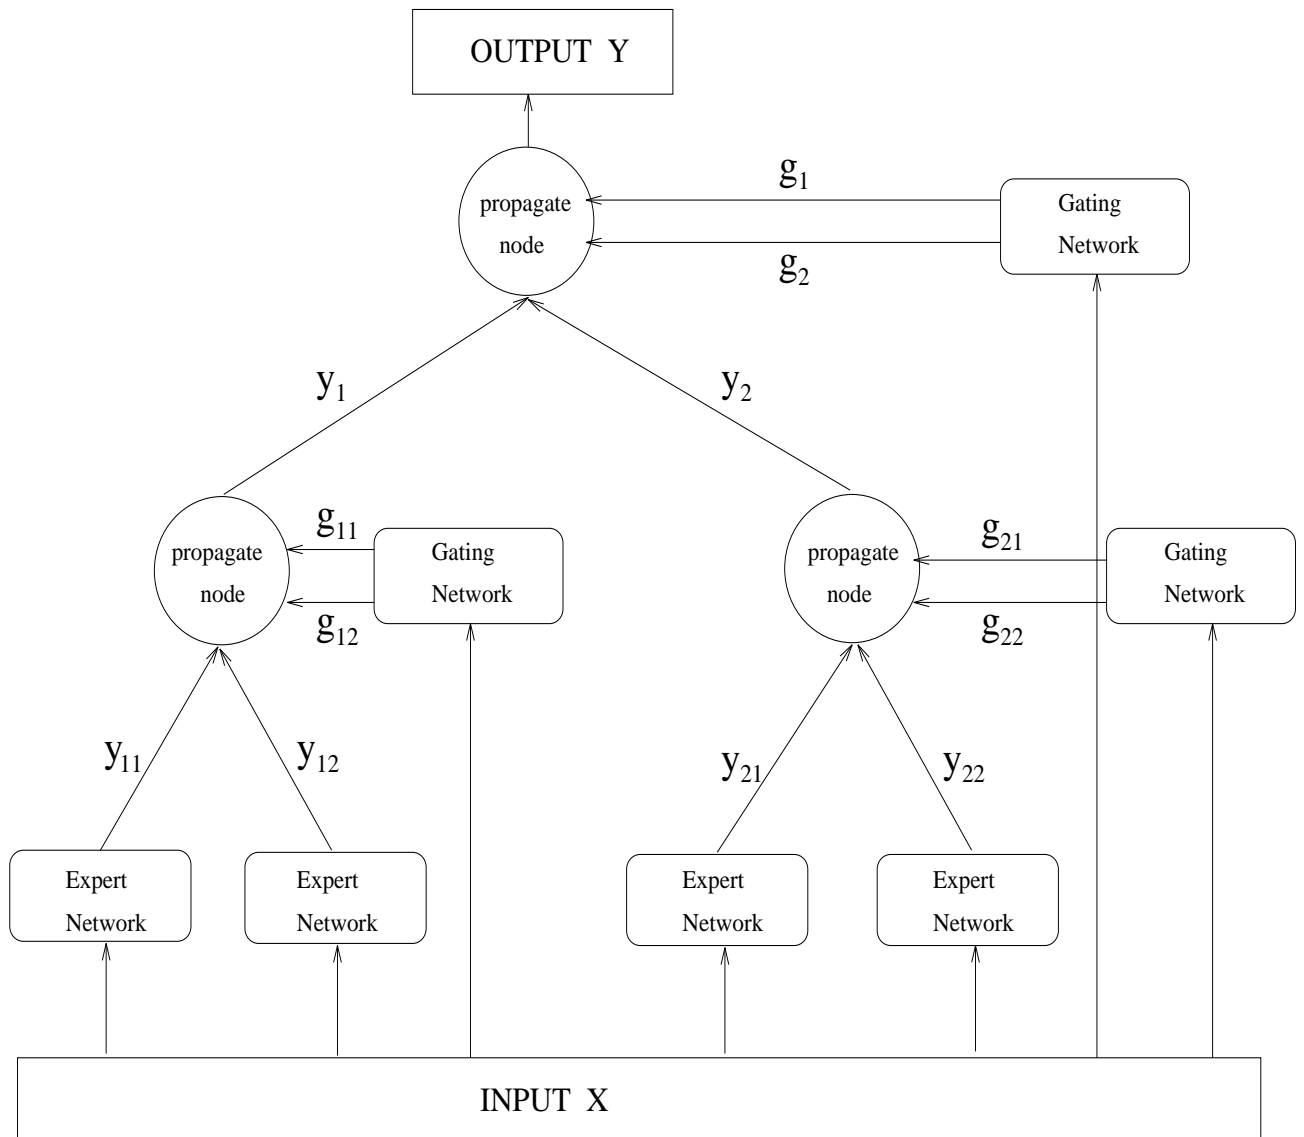 OUTPUT Y
g₁
propagate
node
Gating
Network
g₂
y₁
y₂
g₁₁
propagate
node
Gating
Network
g₁₂
g₂₁
propagate
node
Gating
Network
g₂₂
y₁₁
y₁₂
y₂₁
y₂₂
Expert
Network
Expert
Network
Expert
Network
Expert
Network
INPUT X